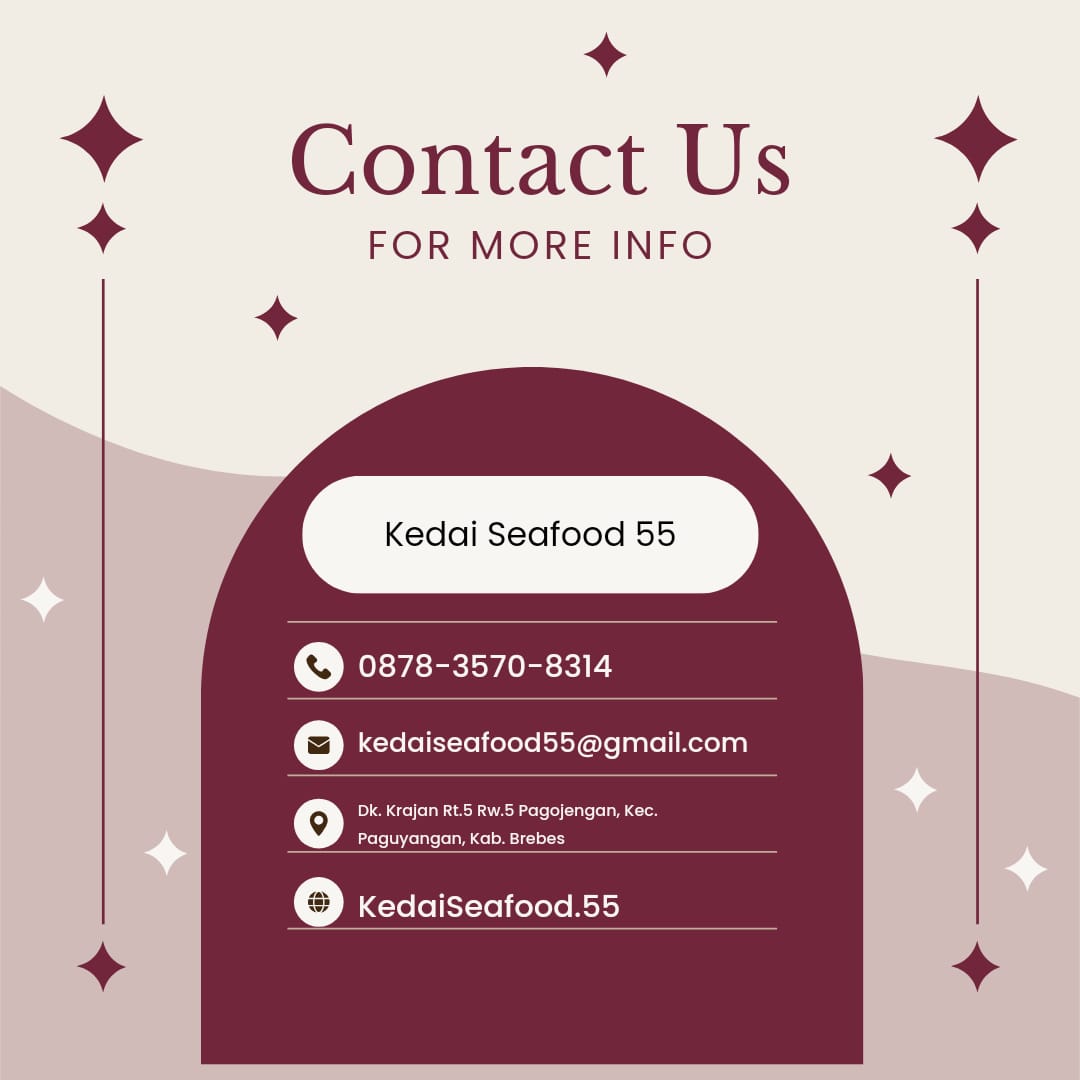 Contact Us
FOR MORE INFO
Kedai Seafood 55
0878-3570-8314
kedaiseafood55@gmail.com
Dk. Krajan Rt.5 Rw.5 Pagojengan, Kec.
Paguyangan, Kab. Brebes
KedaiSeafood.55